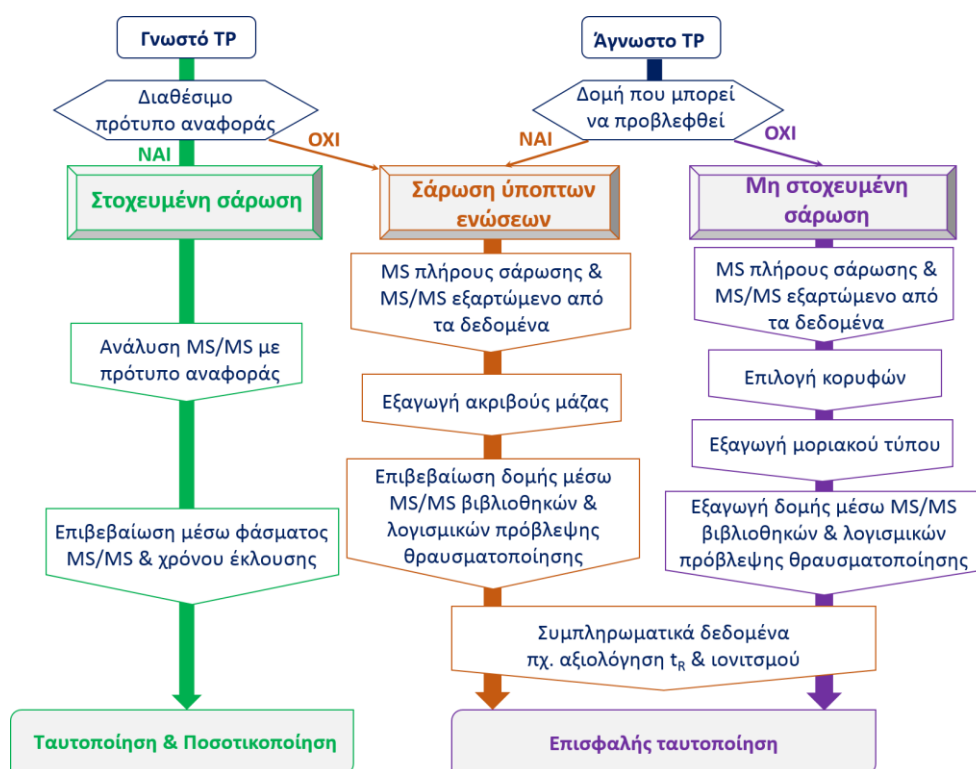 Γνωστό TP
Άγνωστο TP
Διαθέσιμο
πρότυπο αναφοράς
Δομή που μπορεί
να προβλεφθεί
ΝΑΙ
ΟΧΙ
ΝΑΙ
ΟΧΙ
Στοχευμένη σάρωση
Σάρωση ύποπτων
ενώσεων
Μη στοχευμένη
σάρωση
Ανάλυση MS/MS με
πρότυπο αναφοράς
Επιβεβαίωση μέσω φάσματος
MS/MS & χρόνου έκλουσης
MS πλήρους σάρωσης &
MS/MS εξαρτώμενο από
τα δεδομένα
Εξαγωγή ακριβούς μάζας
Επιβεβαίωση δομής μέσω
MS/MS βιβλιοθηκών &
λογισμικών πρόβλεψης
θραυσματοποίησης
MS πλήρους σάρωσης &
MS/MS εξαρτώμενο από
τα δεδομένα
Επιλογή κορυφών
Εξαγωγή μοριακού τύπου
Εξαγωγή δομής μέσω MS/MS
βιβλιοθηκών & λογισμικών
πρόβλεψης θραυσματοποίησης
Συμπληρωματικά δεδομένα
πχ. αξιολόγηση tR & ιονιτσμού
Ταυτοποίηση & Ποσοτικοποίηση
Επισφαλής ταυτοποίηση